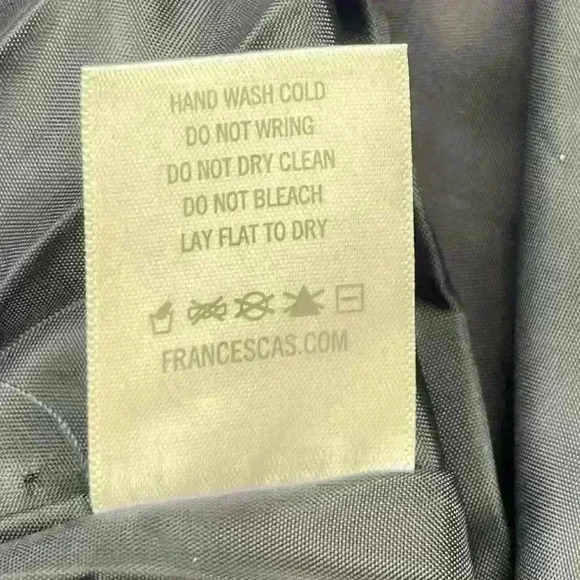 HAND WASH COLD
DO NOT WRING
DO NOT DRY CLEAN
DO NOT BLEACH
LAY FLAT TO DRY
FRANCESCAS.COM